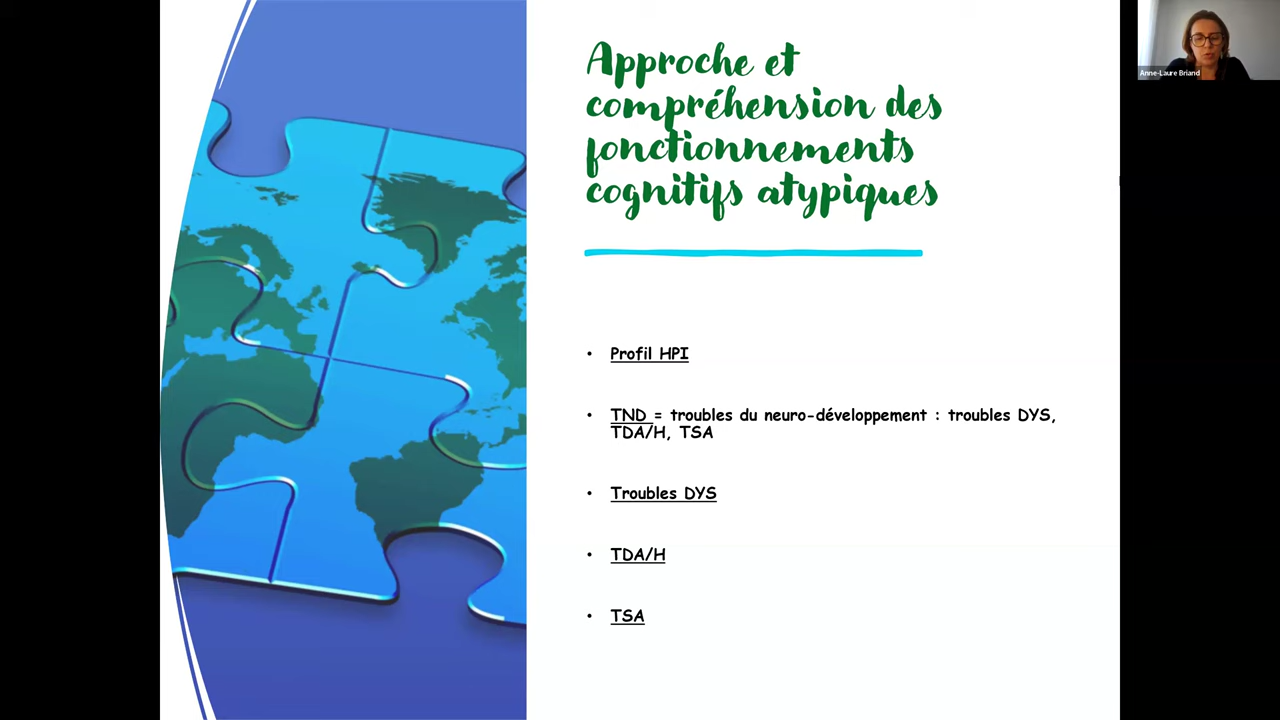 Approche et
compréhension des
fonctionnements
cognitifs atypiques
• Profil HPI
• TND = troubles du neuro-développement : troubles DYS,
TDA/H, TSA
• Troubles DYS
• TDA/H
• TSA
Anne-Laure Briand